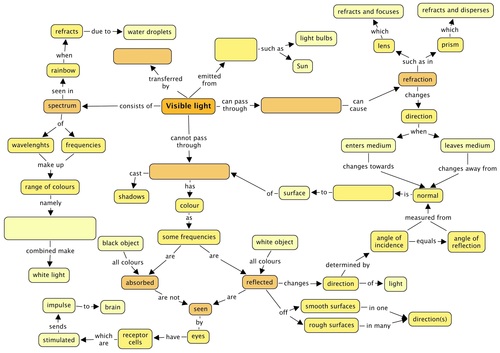 refracts
due to
water droplets
refracts and focuses
refracts and disperses
which
which
lens
prism
when
rainbow
light bulbs
such as
Sun
such as in
seen in
transferred
by
emitted
from
refraction
spectrum
consists of
Visible light
can pass
through
can
cause
changes
direction
of
when
wavelenghts
frequencies
cannot pass
through
enters medium
leaves medium
make up
cast
changes towards
changes away from
range of colours
has
shadows
of
surface
to
is
normal
namely
colour
as
measured from
black object
some frequencies
white object
angle of
incidence
equals
angle of
reflection
combined make
all colours
are
are
all colours
determined by
white light
absorbed
reflected
changes
direction
of
light
impulse
to
brain
are not
are
seen
off
smooth surfaces
in one
direction(s)
rough surfaces
in many
sends
by
stimulated
which
are
receptor
cells
have
eyes